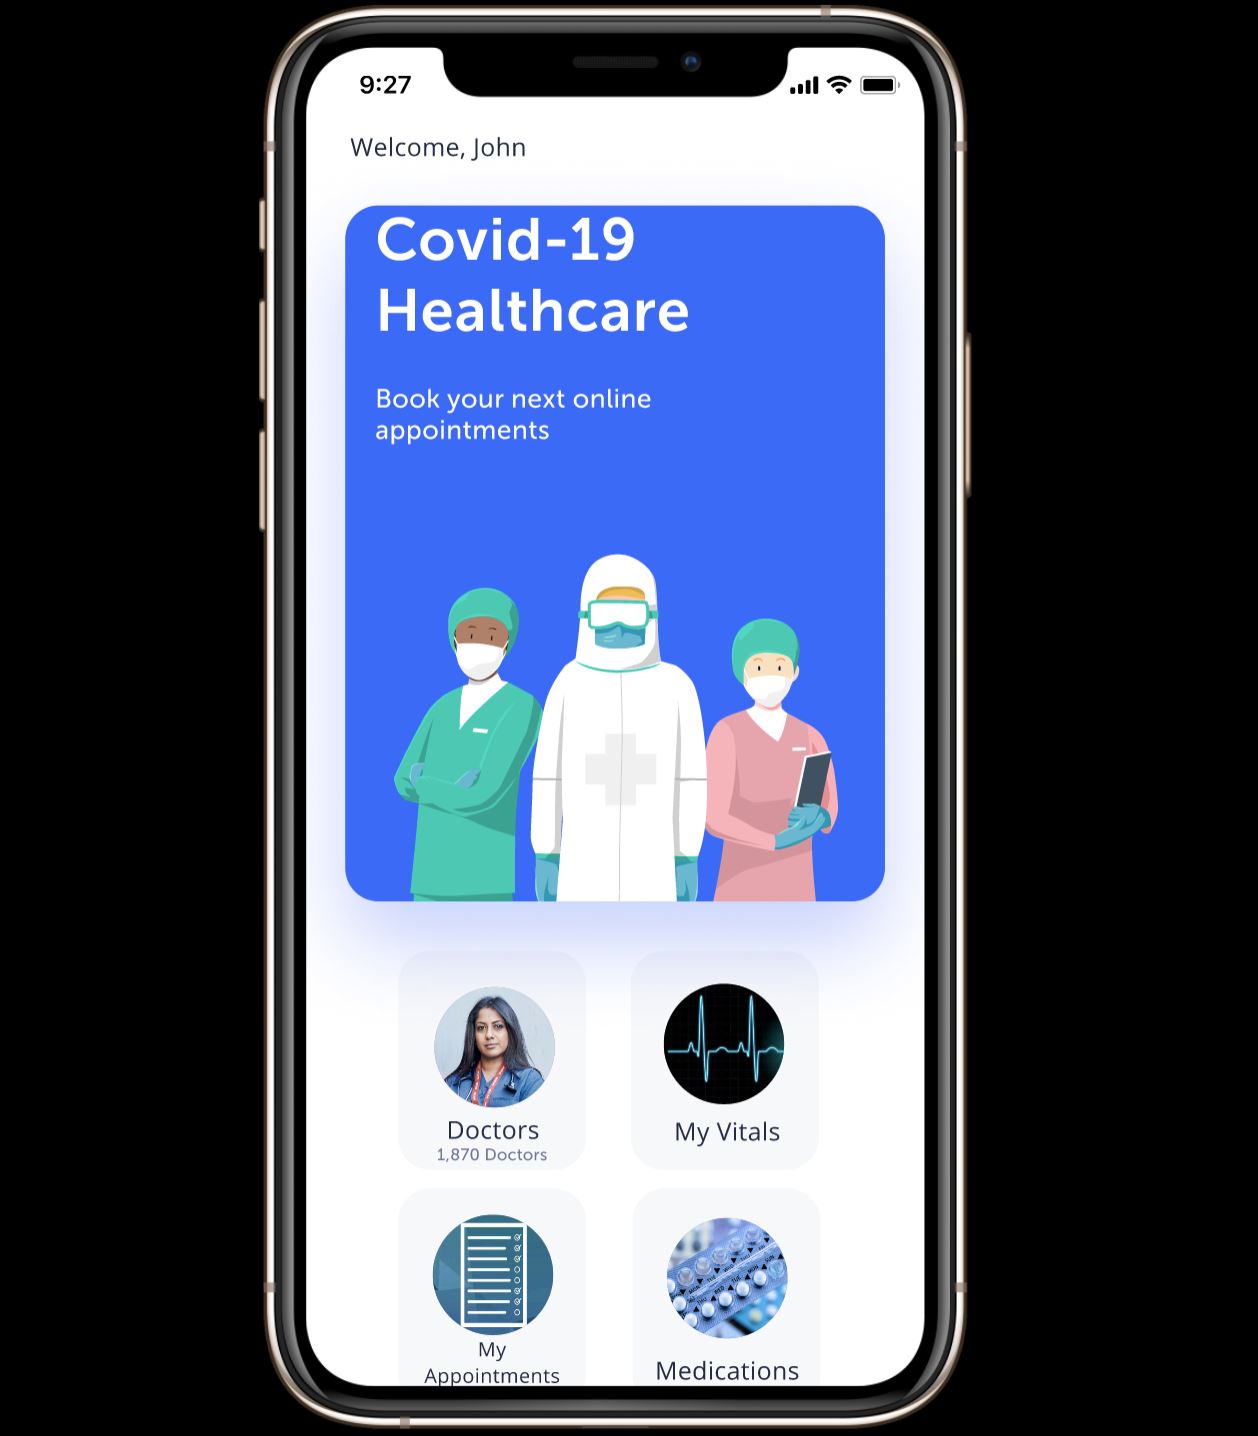 9:27
Welcome, John
Covid-19
Healthcare
Book your next online
appointments
Doctors
1,870 Doctors
My Vitals
My
Appointments
Medications